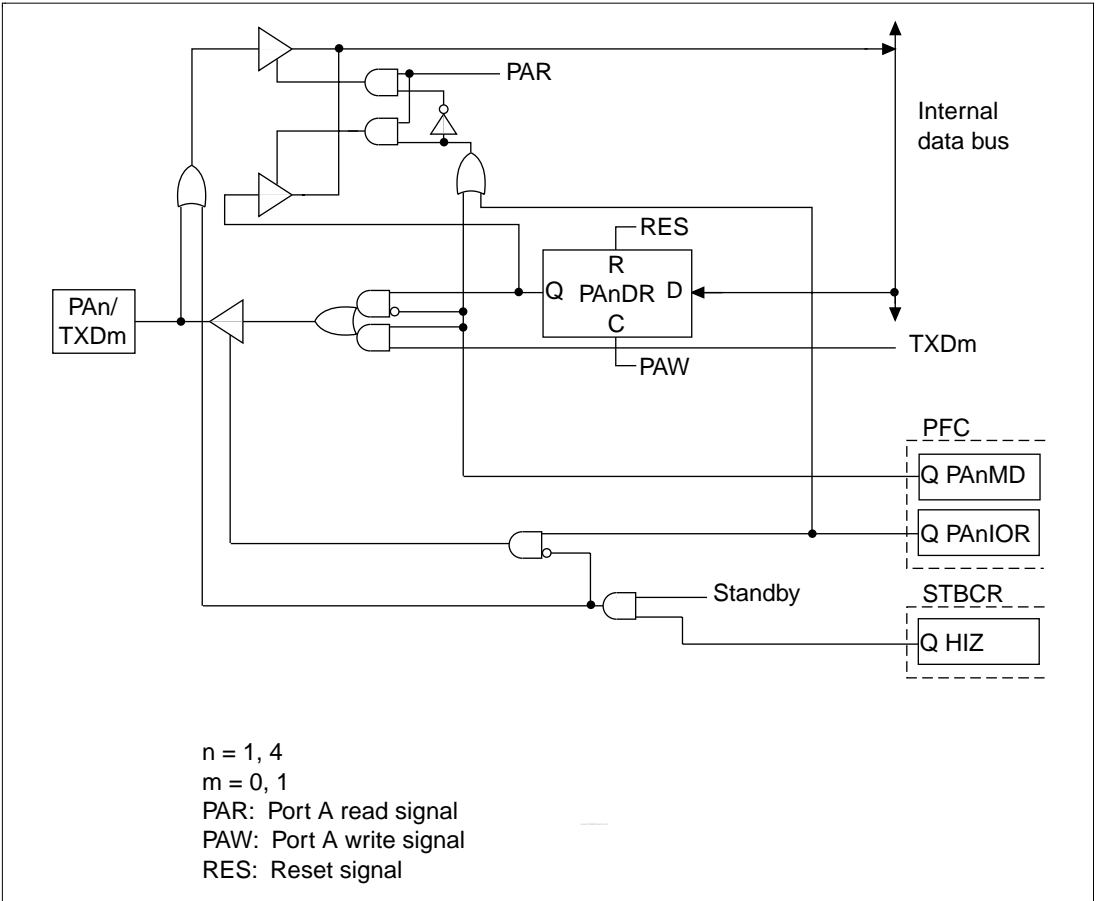 PAR
Internal
data bus
RES
R
Q PAnDR D
C
PAn/
TXDm
TXDm
PAW
PFC
Q PAnMD
Q PAnIOR
Standby
STBCR
Q HIZ
n = 1, 4
m = 0, 1
PAR: Port A read signal
PAW: Port A write signal
RES: Reset signal